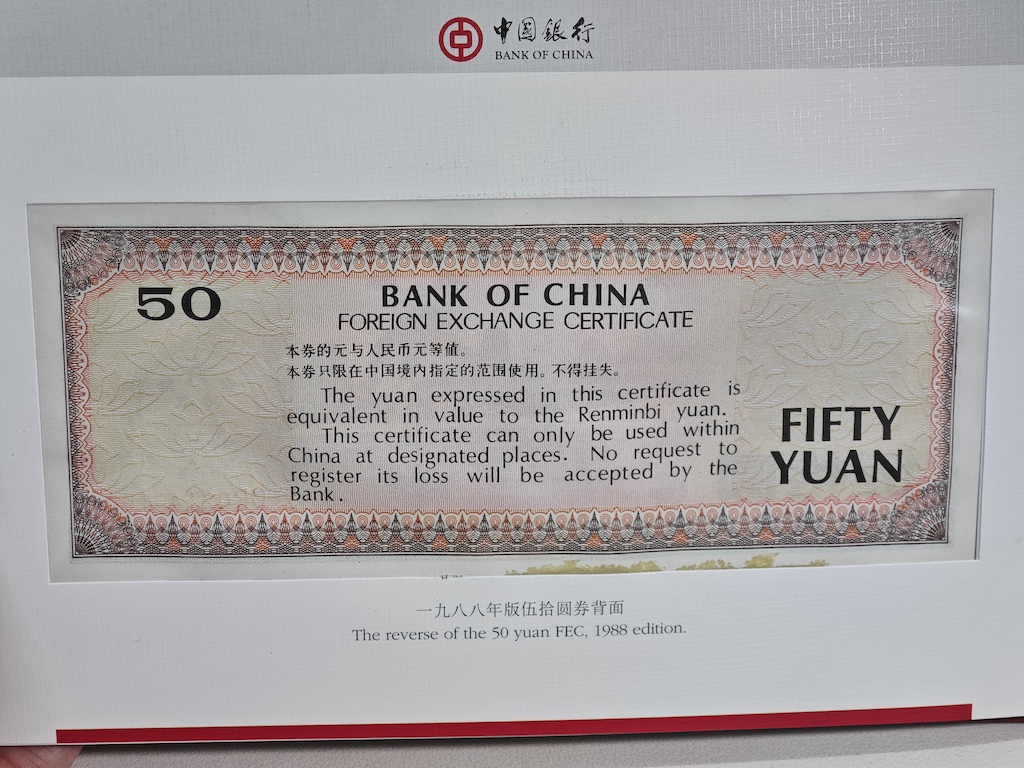 中国银行
BANK OF CHINA
50
BANK OF CHINA
FOREIGN EXCHANGE CERTIFICATE
本券的元与人民币元等值。
本券只限在中国境内指定的范围使用。不得挂失。
The yuan expressed in this certificate is
equivalent in value to the Renminbi yuan.
This certificate can only be used within
China at designated places. No request to
register its loss will be accepted by the
Bank.
FIFTY
YUAN
一九八八年版伍拾圆券背面
The reverse of the 50 yuan FEC, 1988 edition.